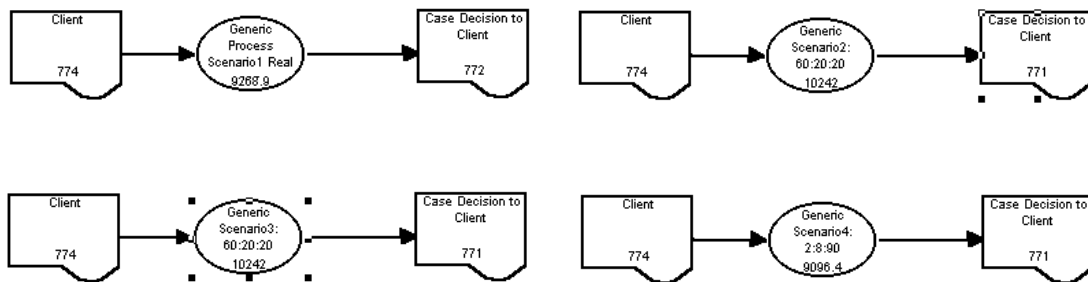 Client
774
Generic
Process
Scenario1 Real
9268.9
Case Decision to
Client
772
Client
774
Generic
Scenario2:
60:20:20
10242
Case Decision to
Client
771
Client
774
Generic
Scenario3:
60:20:20
10242
Case Decision to
Client
771
Client
774
Generic
Scenario4:
2:8:90
9096.4
Case Decision to
Client
771